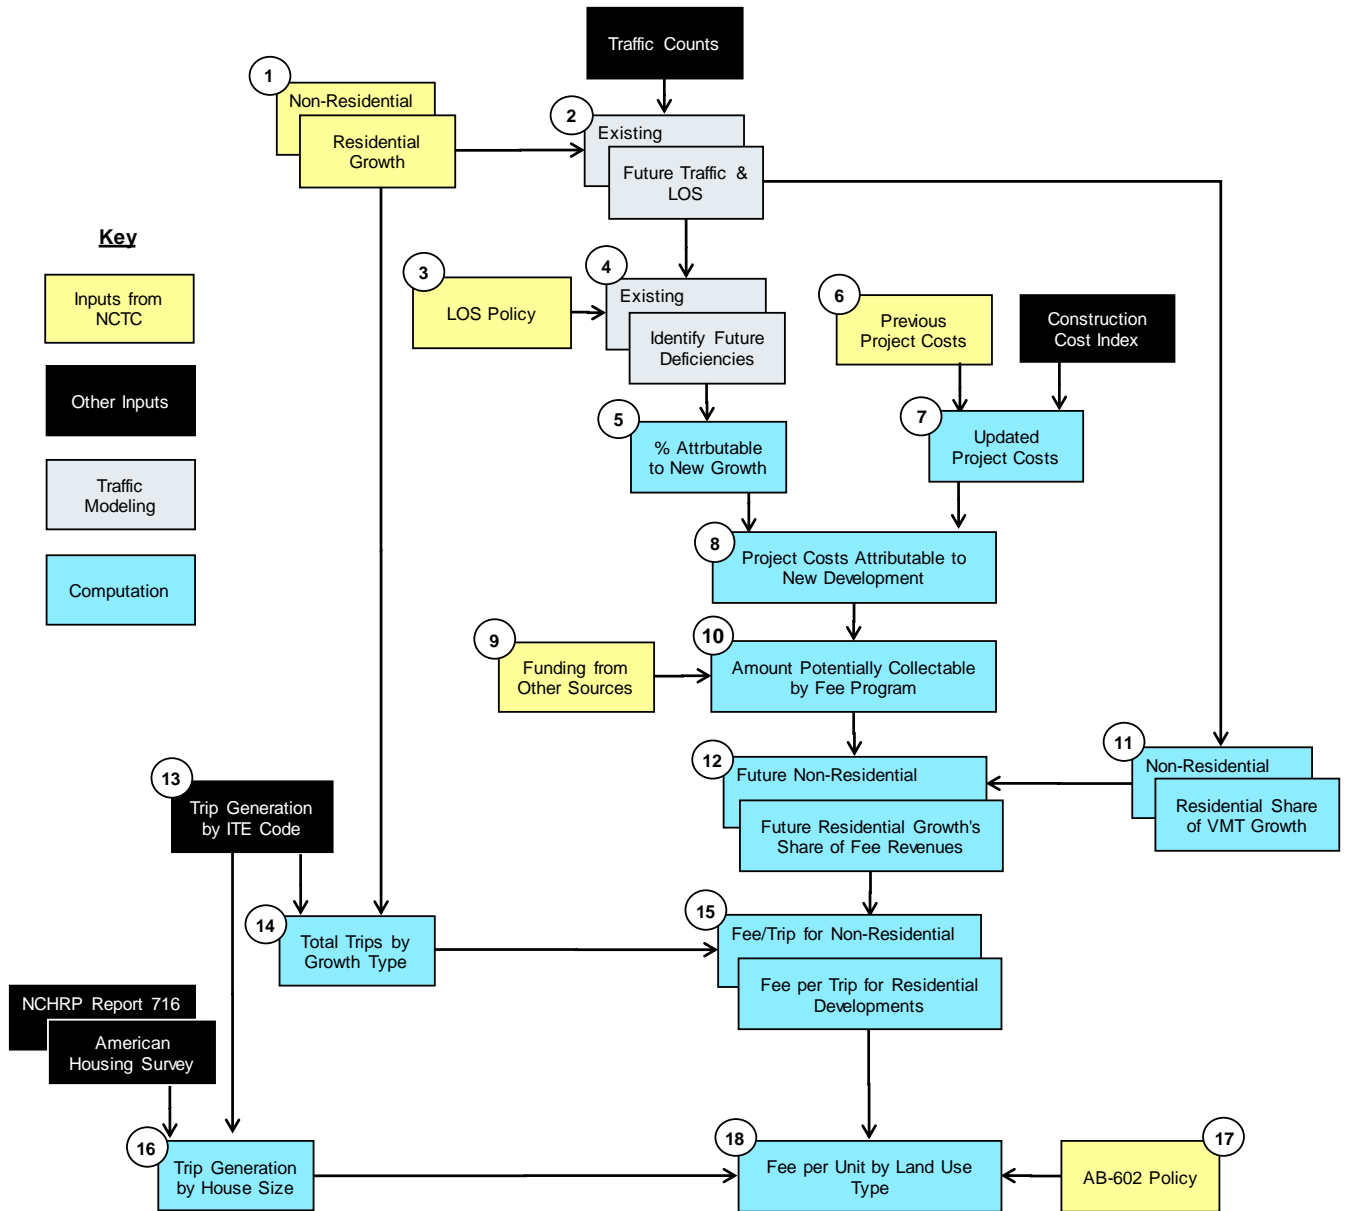 Traffic Counts
1
Non-Residential
Residential
Growth
2
Existing
Future Traffic &
LOS
Key
Inputs from
NCTC
Other Inputs
Traffic
Modeling
Computation
3
LOS Policy
4
Existing
Identify Future
Deficiencies
6
Previous
Project Costs
Construction
Cost Index
5
% Attrbutable
to New Growth
7
Updated
Project Costs
8
Project Costs Attributable to
New Development
9
Funding from
Other Sources
10
Amount Potentially Collectable
by Fee Program
11
Non-Residential
Residential Share
of VMT Growth
12
Future Non-Residential
Future Residential Growth's
Share of Fee Revenues
13
Trip Generation
by ITE Code
14
Total Trips by
Growth Type
15
Fee/Trip for Non-Residential
Fee per Trip for Residential
Developments
NCHRP Report 716
American
Housing Survey
16
Trip Generation
by House Size
18
Fee per Unit by Land Use
Type
17
AB-602 Policy